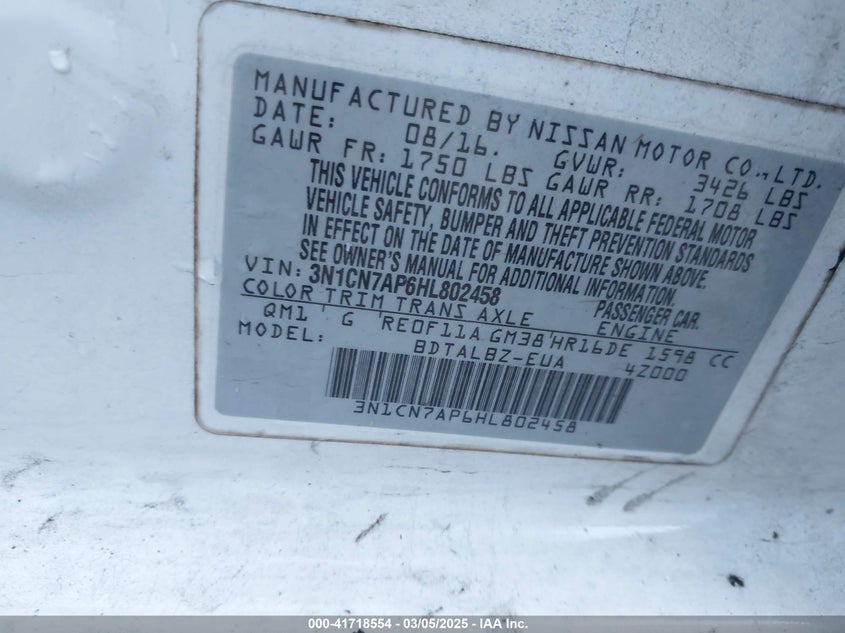 MANUFACTURED BY NISSAN MOTOR CO.,LTD.
DATE: 08/16. GVWR: 3426 LBS
GAWR FR: 1750 LBS GAWR RR: 1708 LBS
THIS VEHICLE CONFORMS TO ALL APPLICABLE FEDERAL MOTOR
VEHICLE SAFETY, BUMPER AND THEFT PREVENTION STANDARDS
IN EFFECT ON THE DATE OF MANUFACTURE SHOWN ABOVE.
SEE OWNER'S MANUAL FOR ADDITIONAL INFORMATION.
VIN: 3N1CN7AP6HL802458 PASSENGER CAR.
COLOR TRIM TRANS AXLE ENGINE
QM1 G RE0F11A GM38 HR16DE 1598 CC
MODEL: BDTALBZ-EUA 4Z000
3N1CN7AP6HL802458
000-41718554 — 03/05/2025 — IAA Inc.